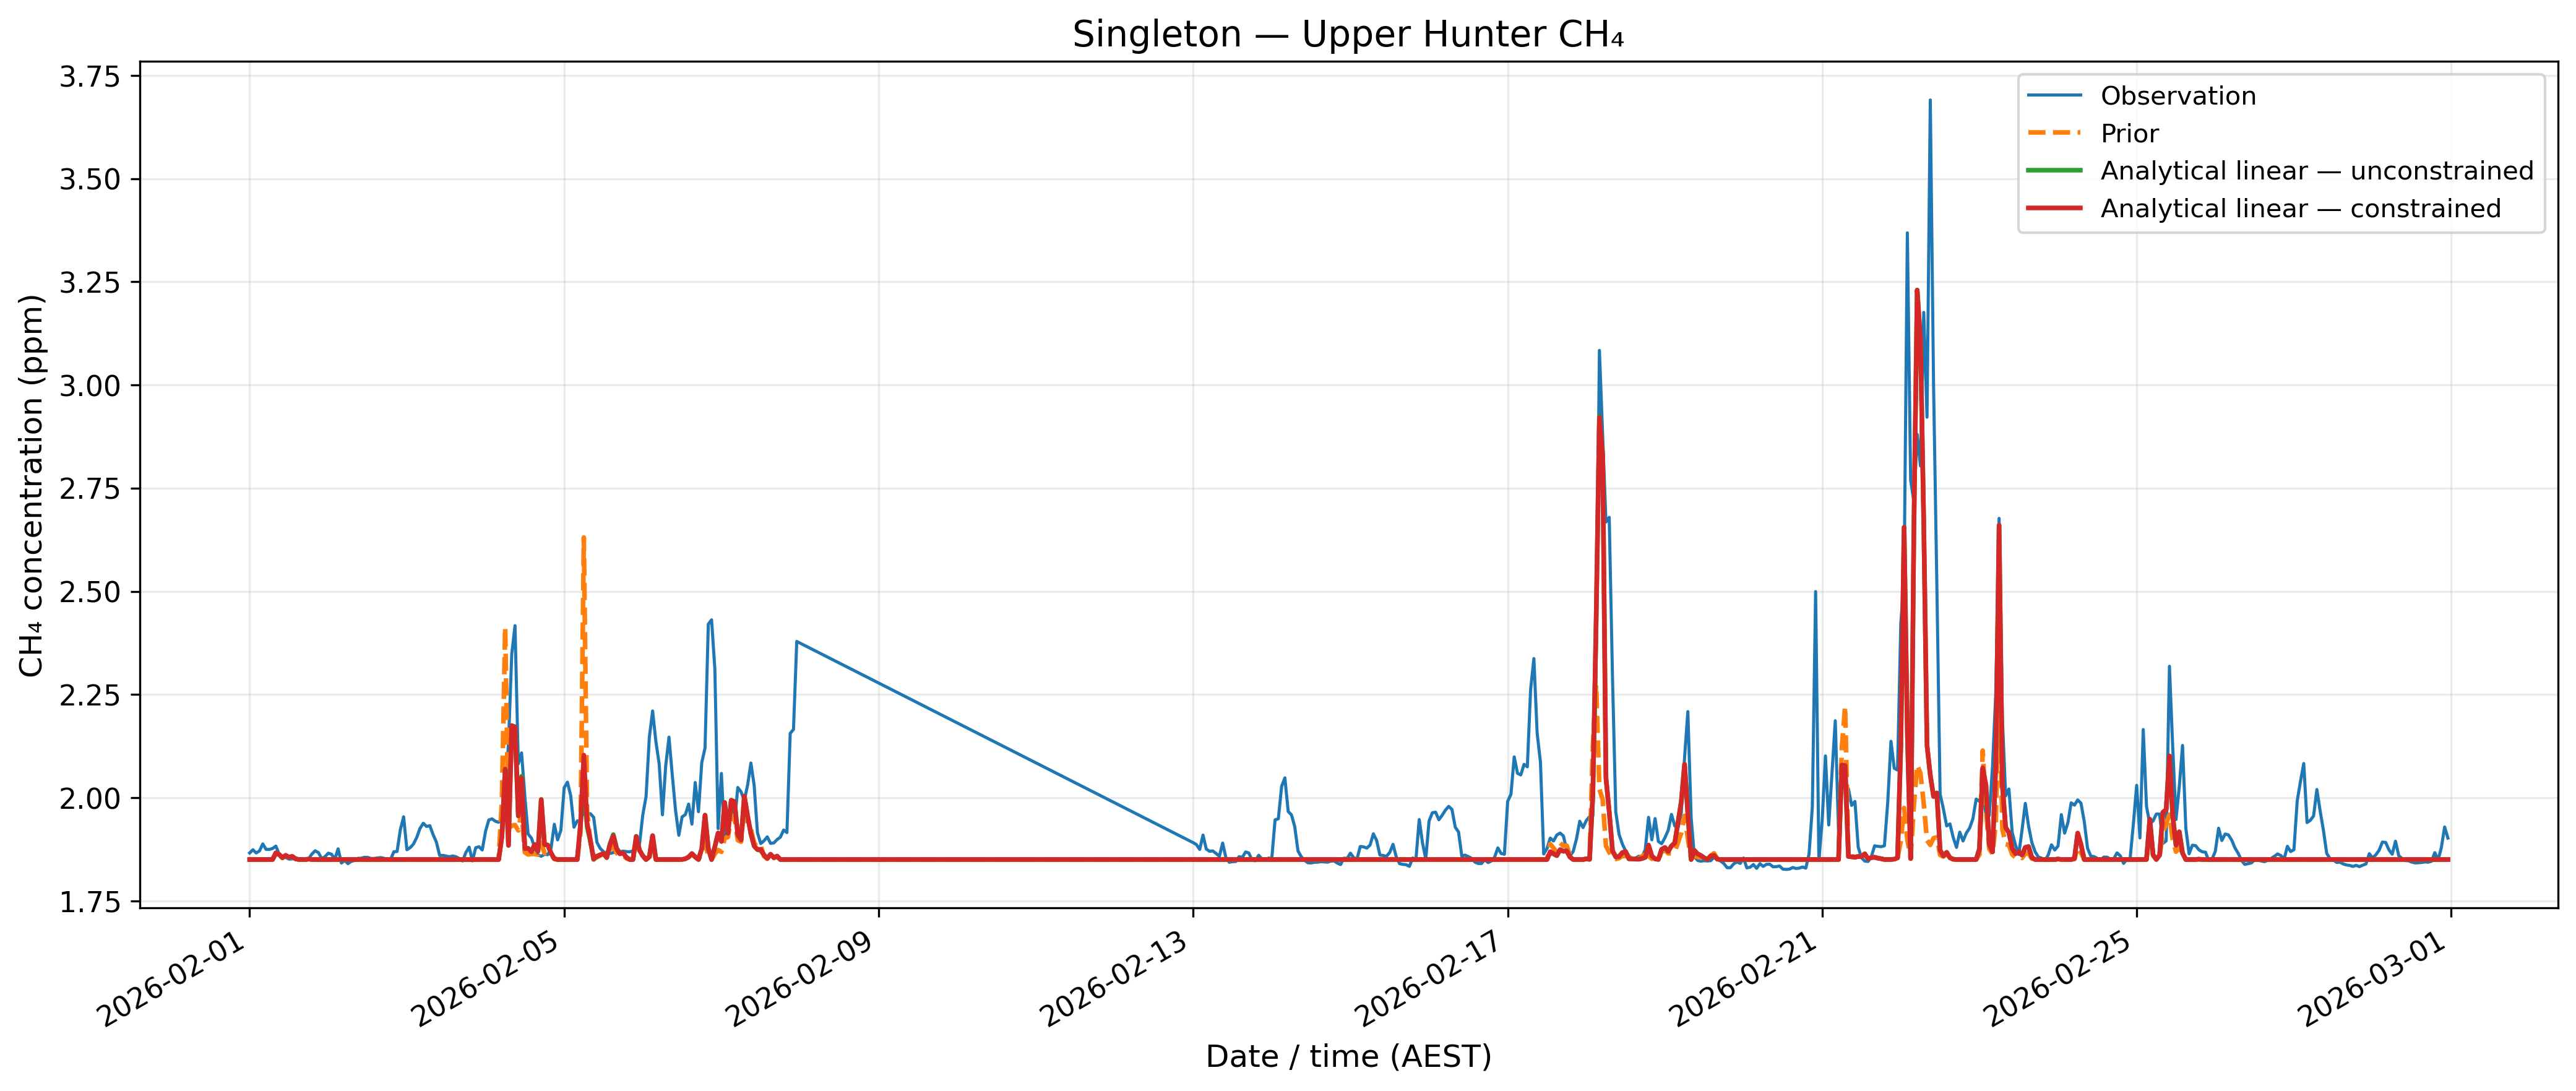 Singleton — Upper Hunter CH₄
CH₄ concentration (ppm)
3.75
3.50
3.25
3.00
2.75
2.50
2.25
2.00
1.75
Observation
Prior
Analytical linear — unconstrained
Analytical linear — constrained
2026-02-01
2026-02-05
2026-02-09
2026-02-13
2026-02-17
2026-02-21
2026-02-25
2026-03-01
Date / time (AEST)